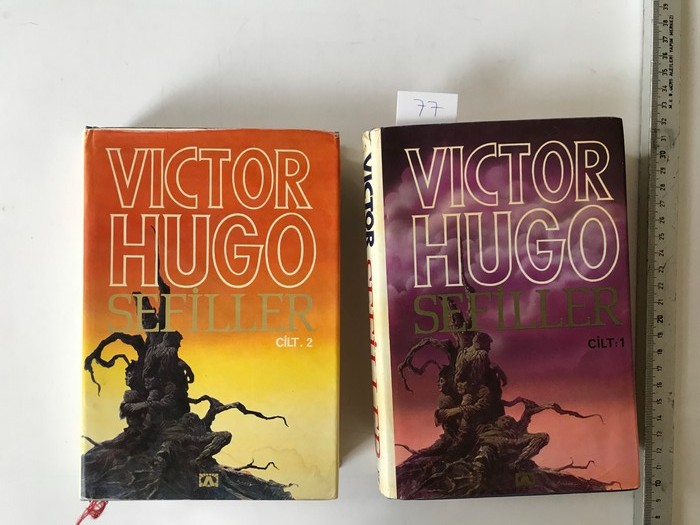 VICTOR
HUGO
SEFİLLER
CİLT. 2
77
VICTOR
HUGO
SEFİLLER
CİLT:1
VICTOR
SEFİLLER